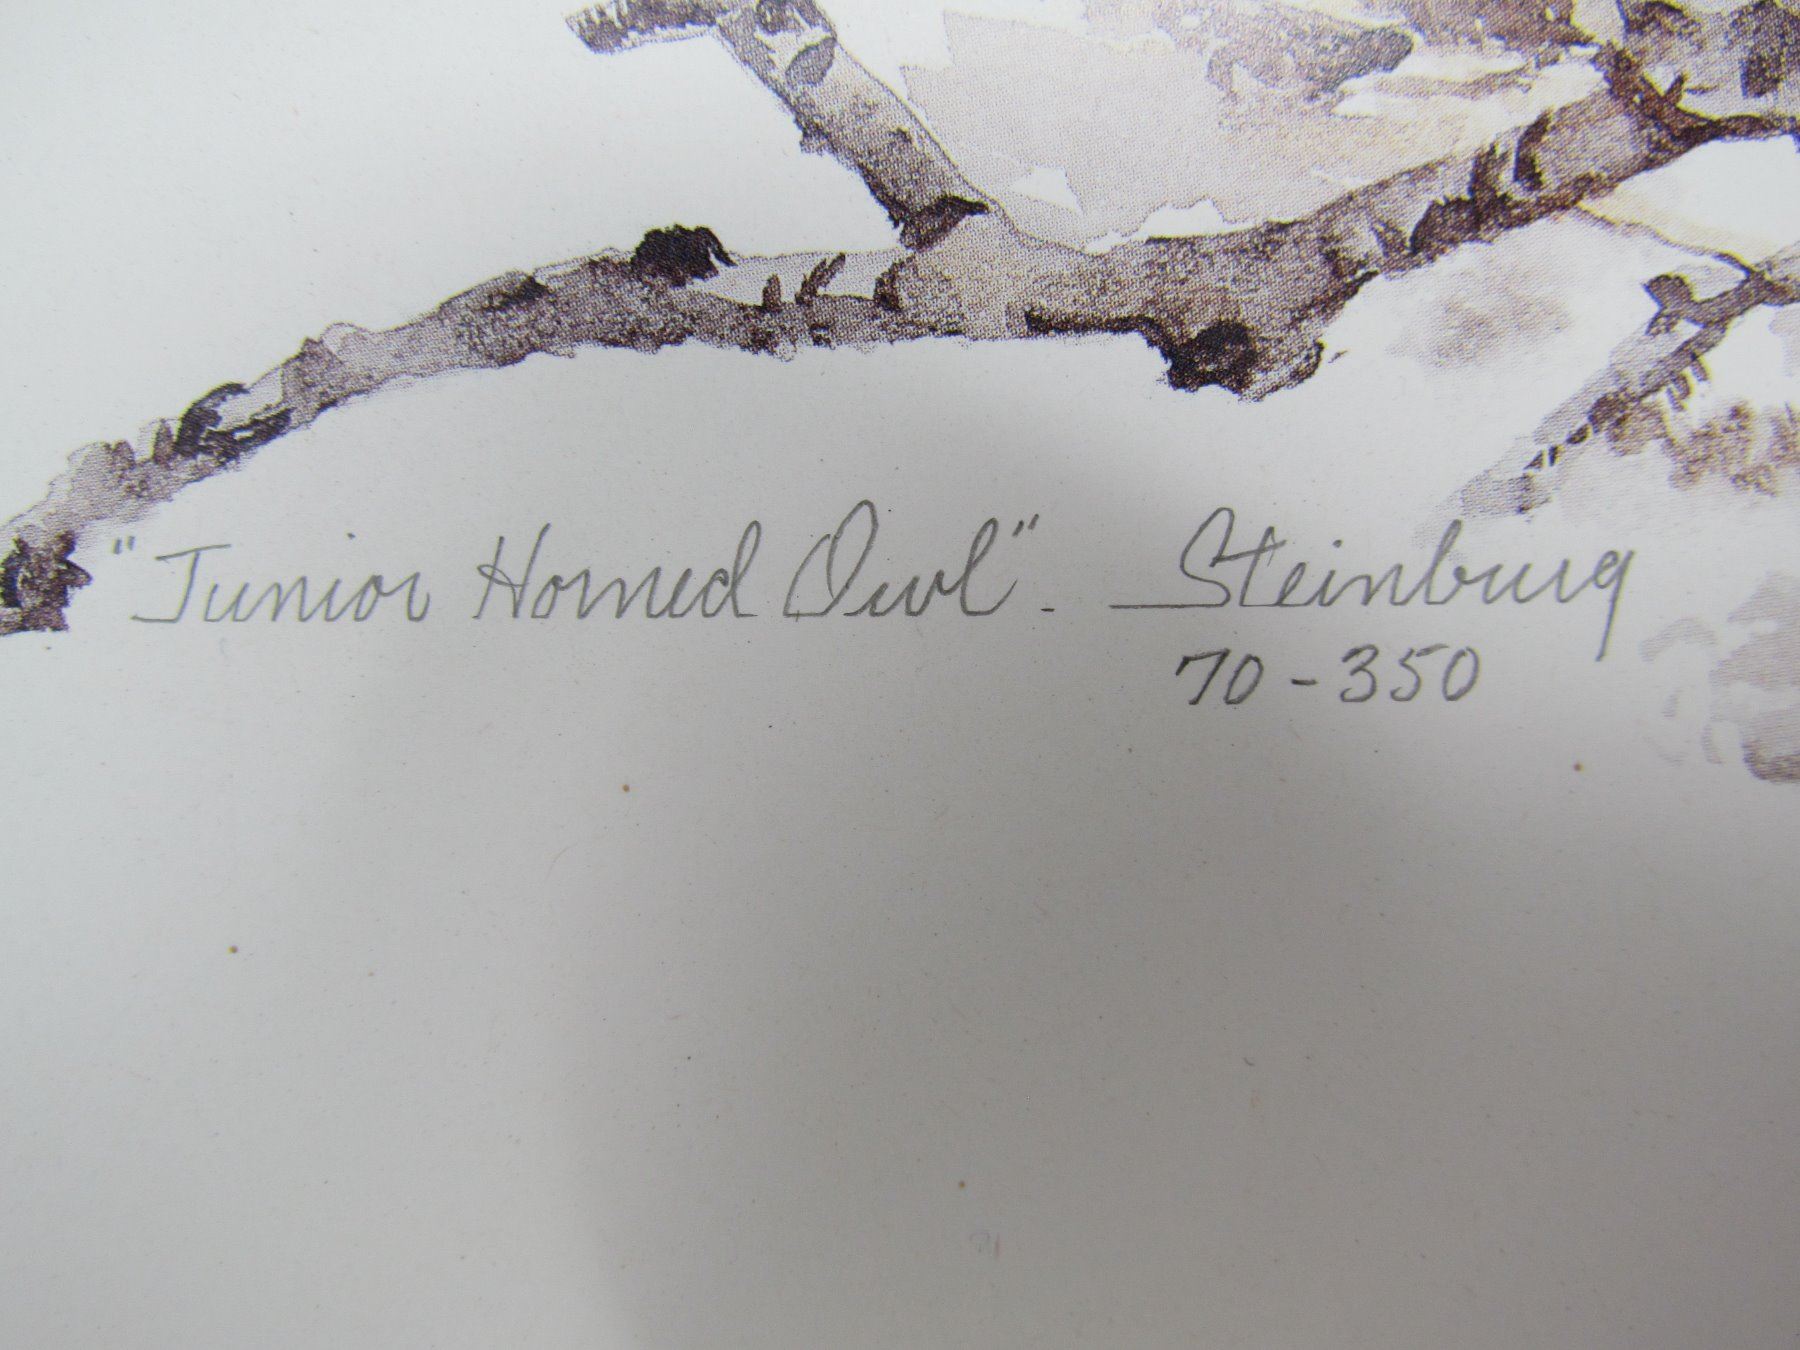 "Junior Horned Owl". Steinburg
70-350